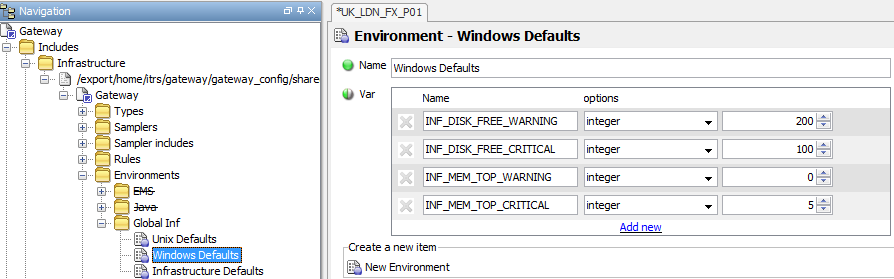 Navigation
Gateway
Includes
Infrastructure
/export/home/itrs/gateway/gateway_config/share
Gateway
Types
Samplers
Sampler includes
Rules
Environments
EMS
Java
Global Inf
Unix Defaults
Windows Defaults
Infrastructure Defaults
*UK_LDN_FX_P01
Environment - Windows Defaults
Name Windows Defaults
Var
Name options
INF_DISK_FREE_WARNING integer 200
INF_DISK_FREE_CRITICAL integer 100
INF_MEM_TOP_WARNING integer 0
INF_MEM_TOP_CRITICAL integer 5
Add new
Create a new item
New Environment